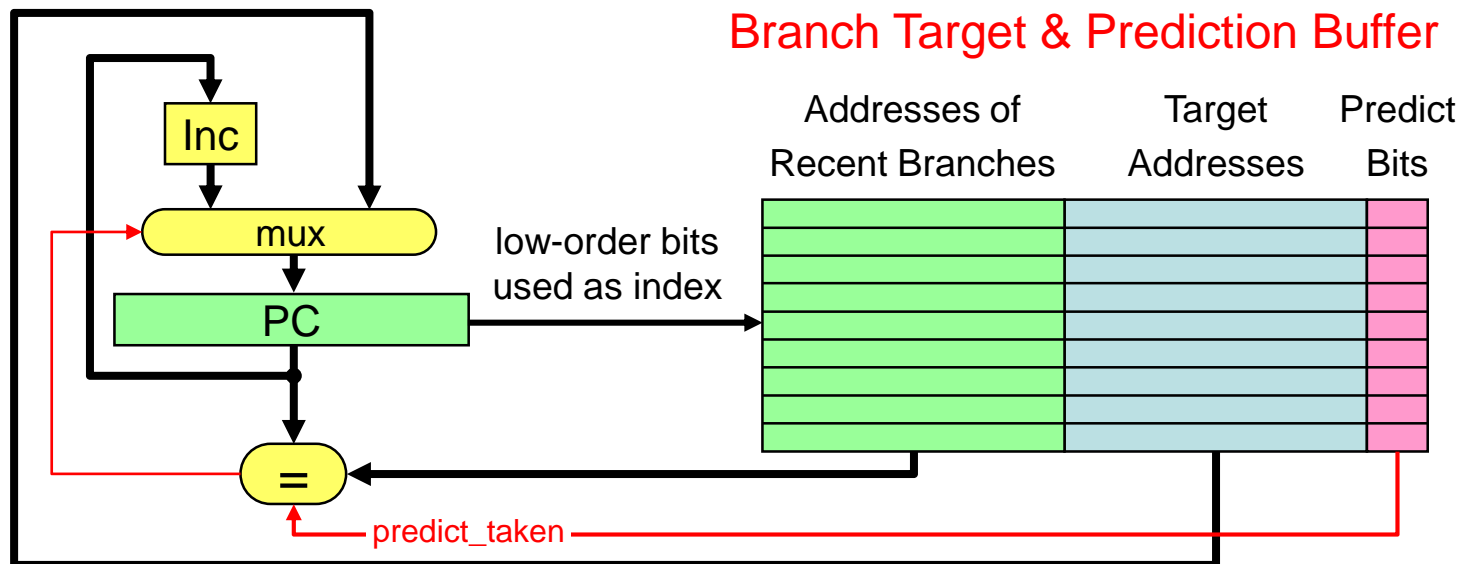 Branch Target & Prediction Buffer
Addresses of
Recent Branches
Target
Addresses
Predict
Bits
Inc
mux
low-order bits
used as index
PC
=
predict_taken